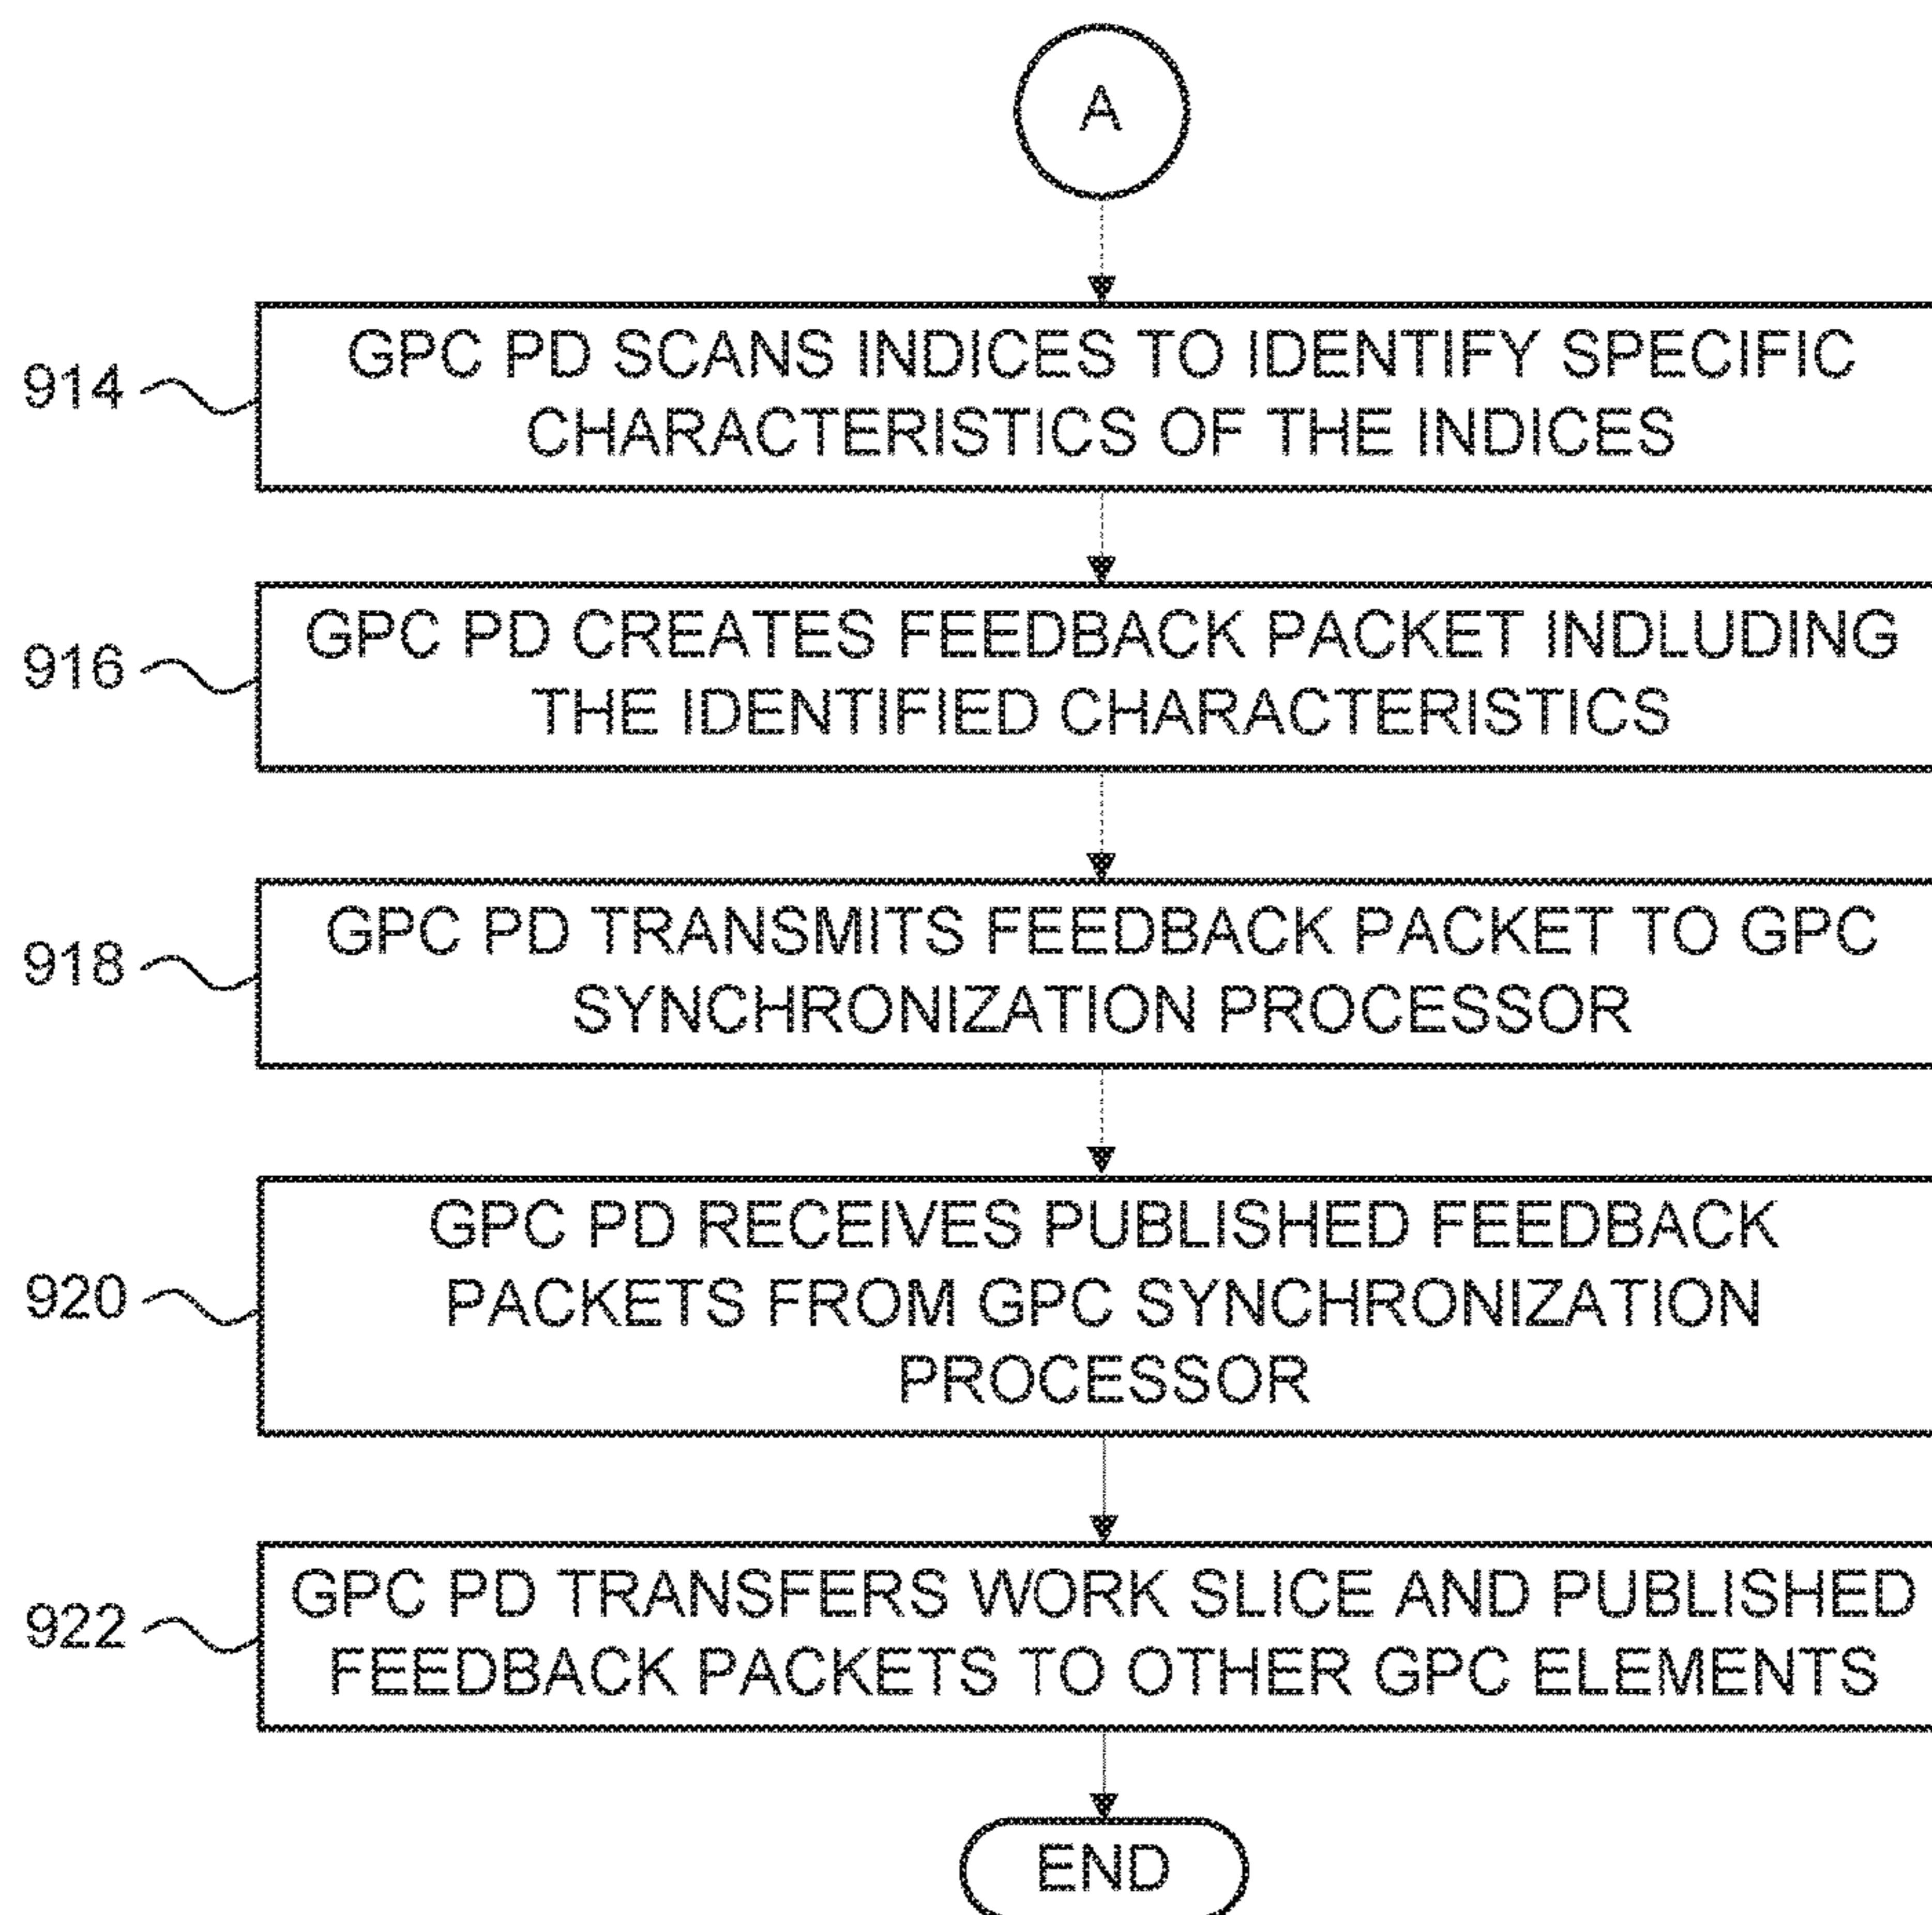 A
914
GPC PD SCANS INDICES TO IDENTIFY SPECIFIC
CHARACTERISTICS OF THE INDICES
916
GPC PD CREATES FEEDBACK PACKET INDLUDING
THE IDENTIFIED CHARACTERISTICS
918
GPC PD TRANSMITS FEEDBACK PACKET TO GPC
SYNCHRONIZATION PROCESSOR
920
GPC PD RECEIVES PUBLISHED FEEDBACK
PACKETS FROM GPC SYNCHRONIZATION
PROCESSOR
922
GPC PD TRANSFERS WORK SLICE AND PUBLISHED
FEEDBACK PACKETS TO OTHER GPC ELEMENTS
END